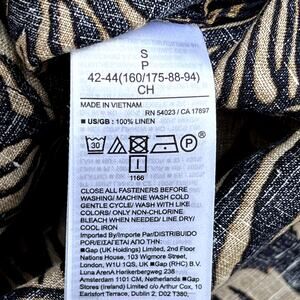 S
P
42-44(160/175-88-94)
CH
MADE IN VIETNAM
RN 54023 / CA 17897
■ US/GB : 100% LINEN
30
P
I
1166
CLOSE ALL FASTENERS BEFORE
WASHING/ MACHINE WASH COLD
GENTLE CYCLE/ WASH WITH LIKE
COLORS/ ONLY NON-CHLORINE
BLEACH WHEN NEEDED/ LINE DRY/
COOL IRON
Imported By/Importe Par/DISTRIBUIDO
POR/ΕΙΣΑΓΕΤΑΙ ΑΠΟ :
■Gap (UK Holdings) Limited, 2nd Floor
Nations House, 103 Wigmore Street,
London, W1U 1QS, UK ■Gap (RHC) B.V.
Luna ArenA Herikerbergweg 238
Amsterdam 1101 CM, Netherlands ■Gap
Stores (Ireland) Limited c/o Arthur Cox, 10
Earlsfort Terrace, Dublin 2, D02 T380,